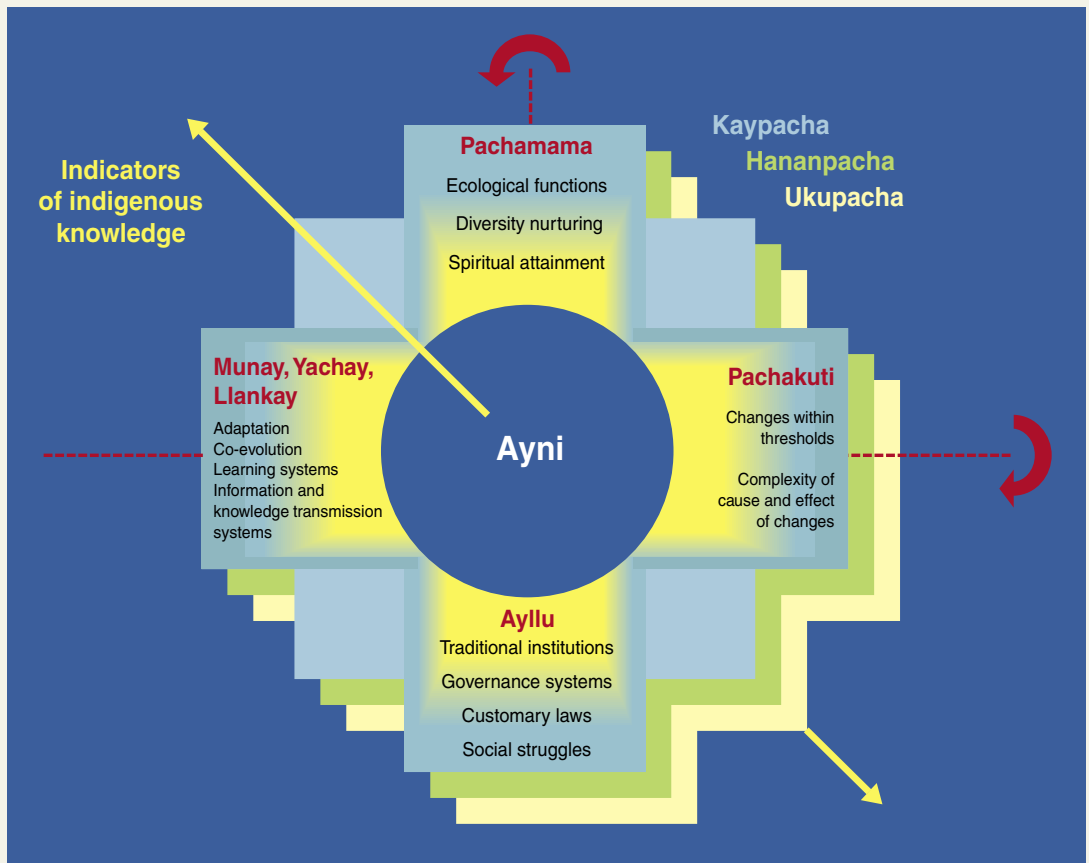 Pachamama
Ecological functions
Diversity nurturing
Spiritual attainment
Kaypacha
Hananpacha
Ukupacha
Indicators
of indigenous
knowledge
Munay, Yachay,
Llankay
Adaptation
Co-evolution
Learning systems
Information and
knowledge transmission
systems
Ayni
Pachakuti
Changes within
thresholds
Complexity of
cause and effect
of changes
Ayllu
Traditional institutions
Governance systems
Customary laws
Social struggles